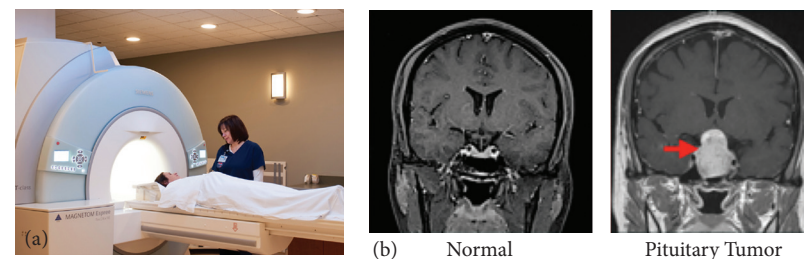 MAGNETOM Espree
(a)
(b)
Normal
Pituitary Tumor